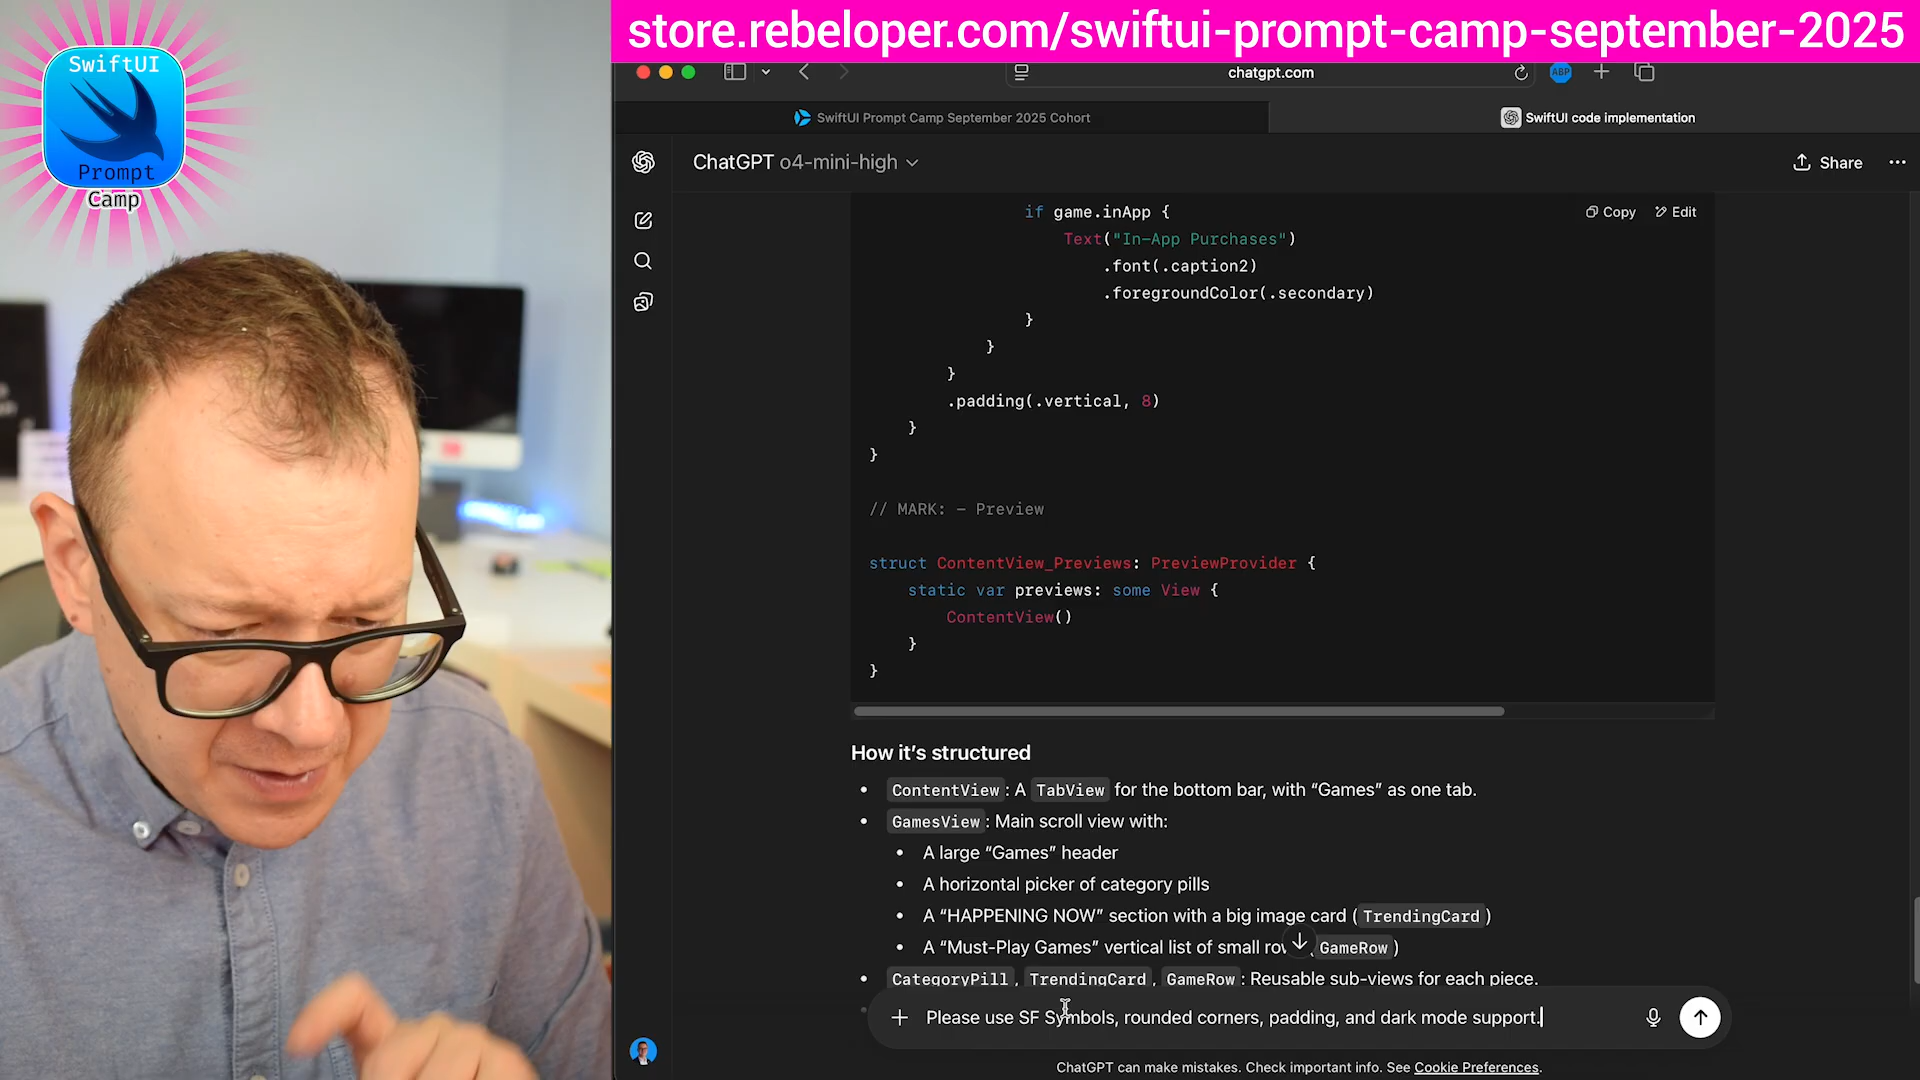 store.rebeloper.com/swiftui-prompt-camp-september-2025
SwiftUI
Prompt
Camp
chatgpt.com
ABP
SwiftUI Prompt Camp September 2025 Cohort
SwiftUI code implementation
ChatGPT o4-mini-high
Share
Copy
Edit
if game.inApp {
Text("In-App Purchases")
.font(.caption2)
.foregroundColor(.secondary)
}
}
}
.padding(.vertical, 8)
}
}
// MARK: - Preview
struct ContentView_Previews: PreviewProvider {
static var previews: some View {
ContentView()
}
}
How it's structured
• ContentView: A TabView for the bottom bar, with “Games” as one tab.
• GamesView: Main scroll view with:
• A large “Games” header
• A horizontal picker of category pills
• A “HAPPENING NOW” section with a big image card (TrendingCard)
• A “Must-Play Games” vertical list of small GameRow)
• CategoryPill, TrendingCard, GameRow: Reusable sub-views for each piece.
Please use SF Symbols, rounded corners, padding, and dark mode support.
ChatGPT can make mistakes. Check important info. See Cookie Preferences.